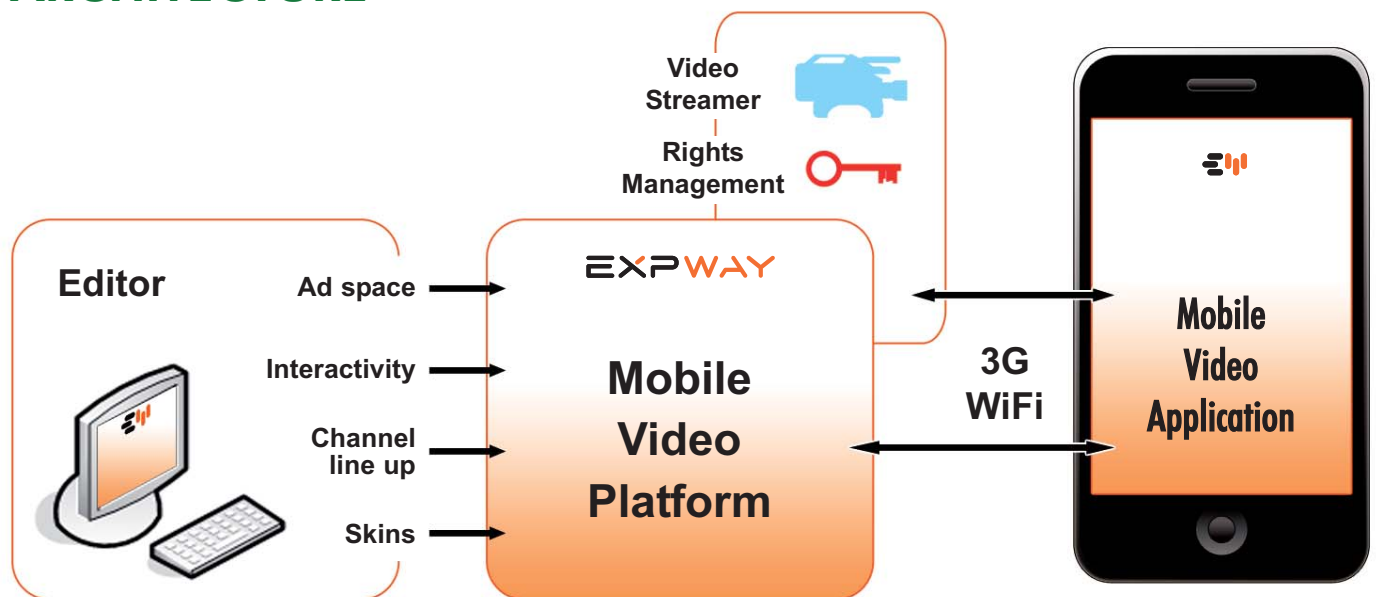 ARCHITECTURE
Video
Streamer
Rights
Management
Editor
Ad space
Interactivity
Channel
line up
Skins
EXPWAY
Mobile
Video
Platform
3G
WiFi
Mobile
Video
Application